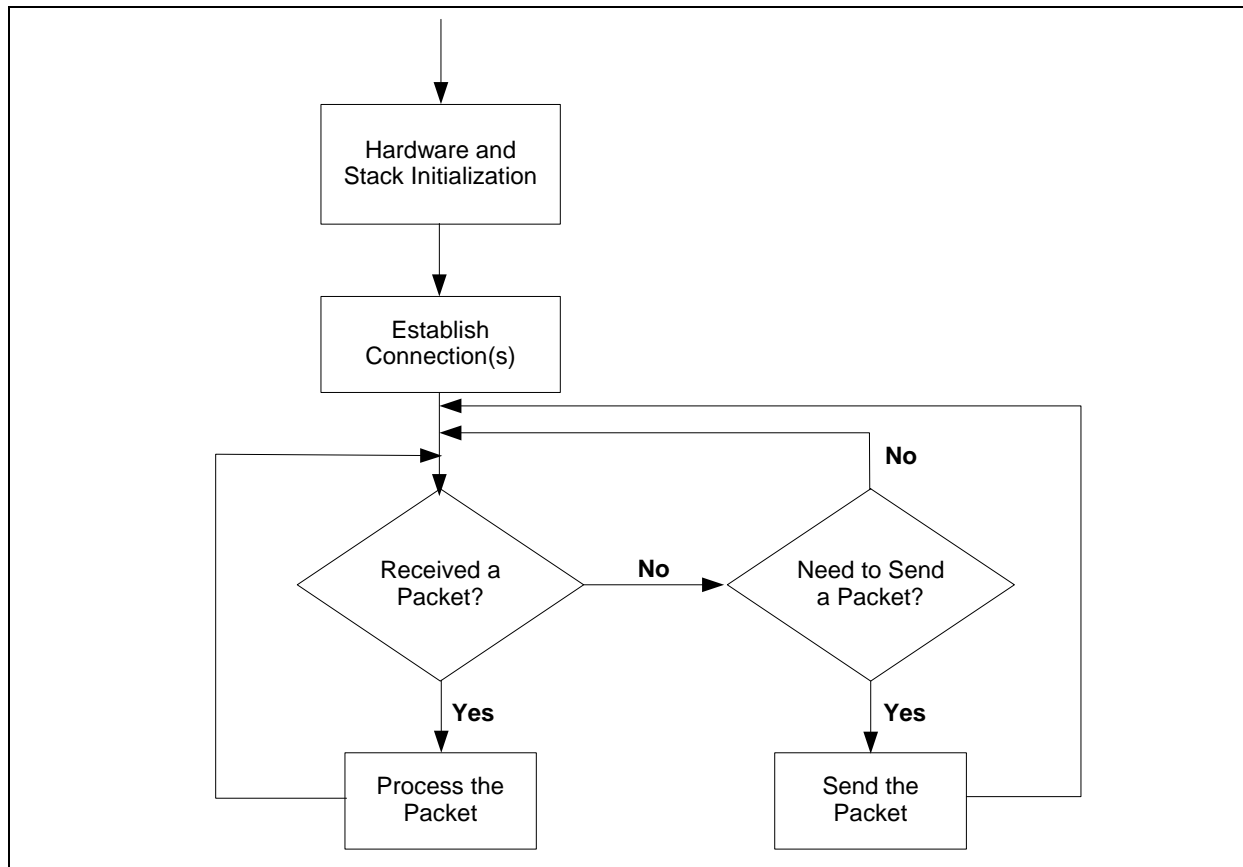 Hardware and
Stack Initialization
Establish
Connection(s)
No
Received a
Packet?
No
Need to Send
a Packet?
Yes
Yes
Process the
Packet
Send the
Packet